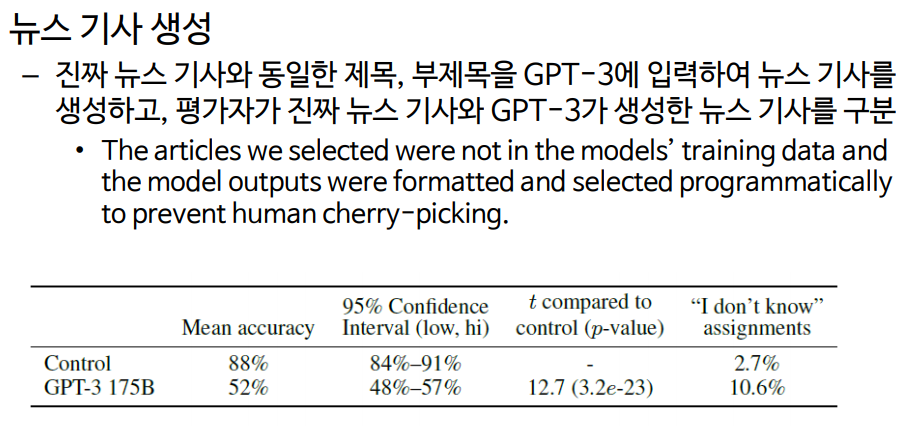 뉴스 기사 생성
– 진짜 뉴스 기사와 동일한 제목, 부제목을 GPT-3에 입력하여 뉴스 기사를
생성하고, 평가자가 진짜 뉴스 기사와 GPT-3가 생성한 뉴스 기사를 구분
• The articles we selected were not in the models’ training data and
the model outputs were formatted and selected programmatically
to prevent human cherry-picking.
Mean accuracy 95% Confidence Interval (low, hi) t compared to control (p-value) “I don’t know” assignments
Control 88% 84%–91% - 2.7%
GPT-3 175B 52% 48%–57% 12.7 (3.2e-23) 10.6%